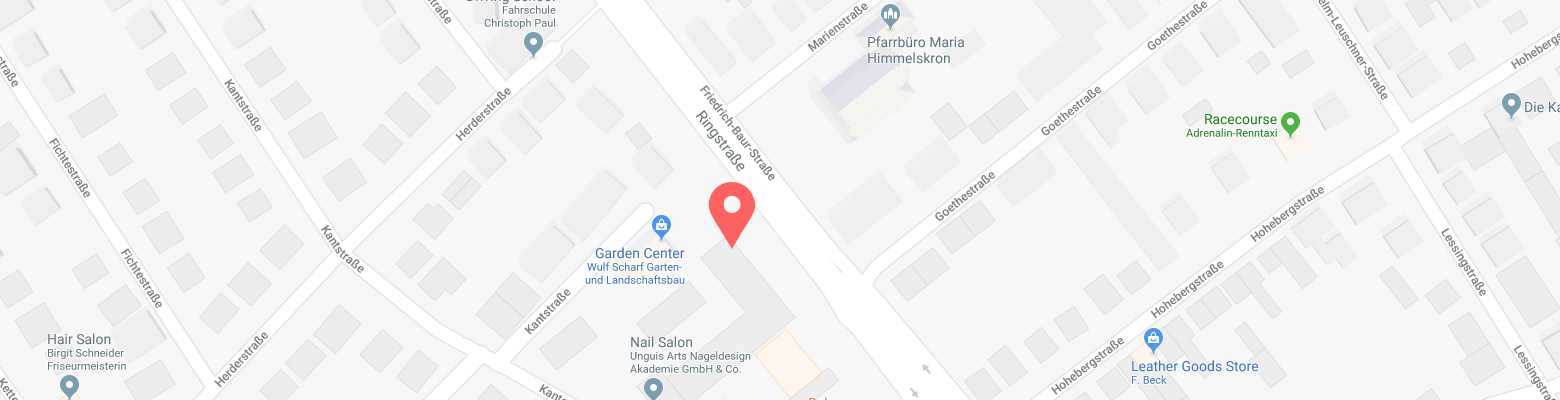 Fahrschule
Christoph Paul
Marienstraße
Pfarrbüro Maria
Himmelskron
Goethestraße
Hohebergstraße
Kantstraße
Herderstraße
Friedrich-Baur-Straße
Ringstraße
Goethestraße
Racecourse
Adrenalin-Renntaxi
Die Ka
Fichtestraße
Goethestraße
Hohebergstraße
Kantstraße
Garden Center
Wulf Scharf Garten-
und Landschaftsbau
Fichtestraße
Kantstraße
Hohebergstraße
Lessingstraße
Hair Salon
Birgit Schneider
Friseurmeisterin
Herderstraße
Nail Salon
Unguis Arts Nageldesign
Akademie GmbH & Co.
Hohebergstraße
Leather Goods Store
F. Beck